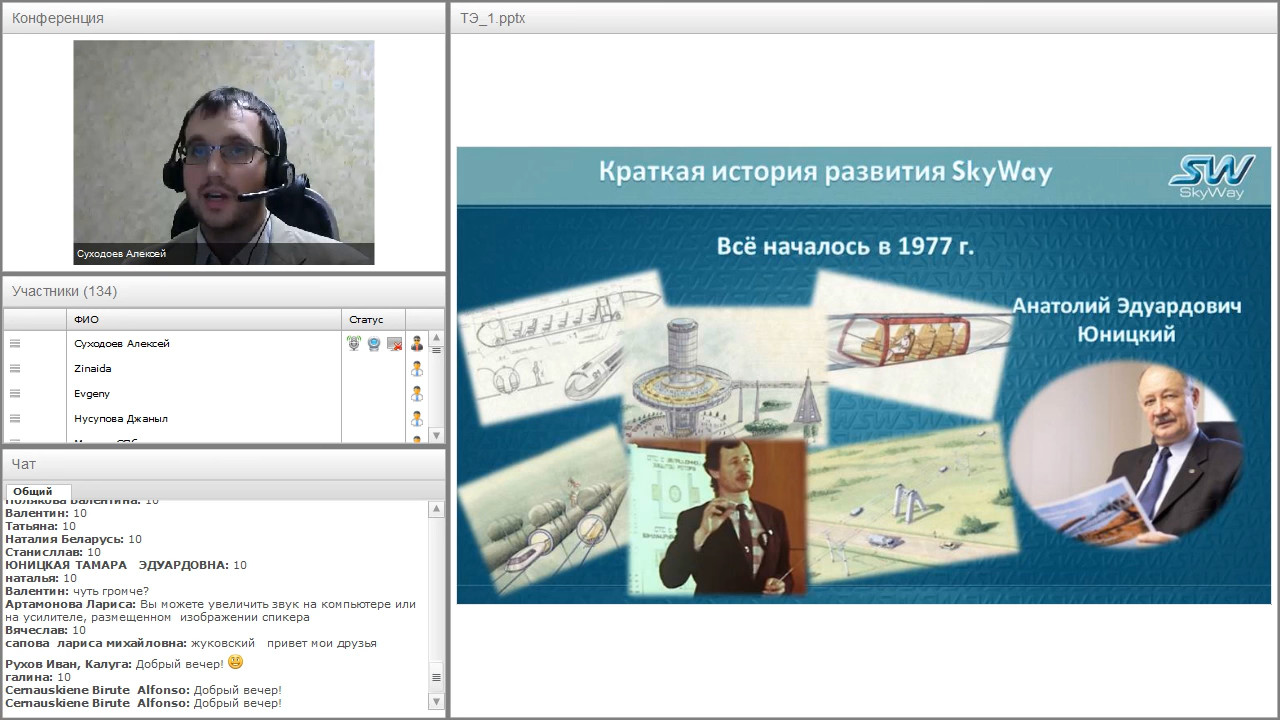 Конференция
Суходоев Алексей
Участники (134)
ФИО
Статус
Суходоев Алексей
Zinaida
Evgeny
Нусупова Джаныл
Чат
Общий
Полякова Валентина: 10
Валентин: 10
Татьяна: 10
Наталия Беларусь: 10
Станисллав: 10
ЮНИЦКАЯ ТАМАРА ЭДУАРДОВНА: 10
наталья: 10
Валентин: чуть громче?
Артамонова Лариса: Вы можете увеличить звук на компьютере или
на усилителе, размещенном изображении спикера
Вячеслав: 10
сапова лариса михайловна: жуковский привет мои друзья
Рухов Иван, Калуга: Добрый вечер!
галина: 10
Cernauskiene Birute Alfonso: Добрый вечер!
Cernauskiene Birute Alfonso: Добрый вечер!
ТЭ_1.pptx
Краткая история развития SkyWay
SW
SkyWay
Всё началось в 1977 г.
Анатолий Эдуардович
Юницкий